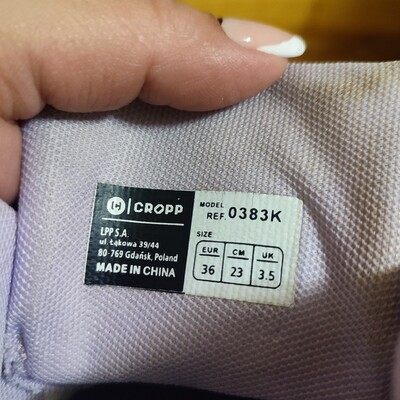 CROPP
LPP S.A.
ul. Łąkowa 39/44
80-769 Gdańsk, Poland
MADE IN CHINA
MODEL
REF. 0383K
SIZE
EUR CM UK
36 23 3.5